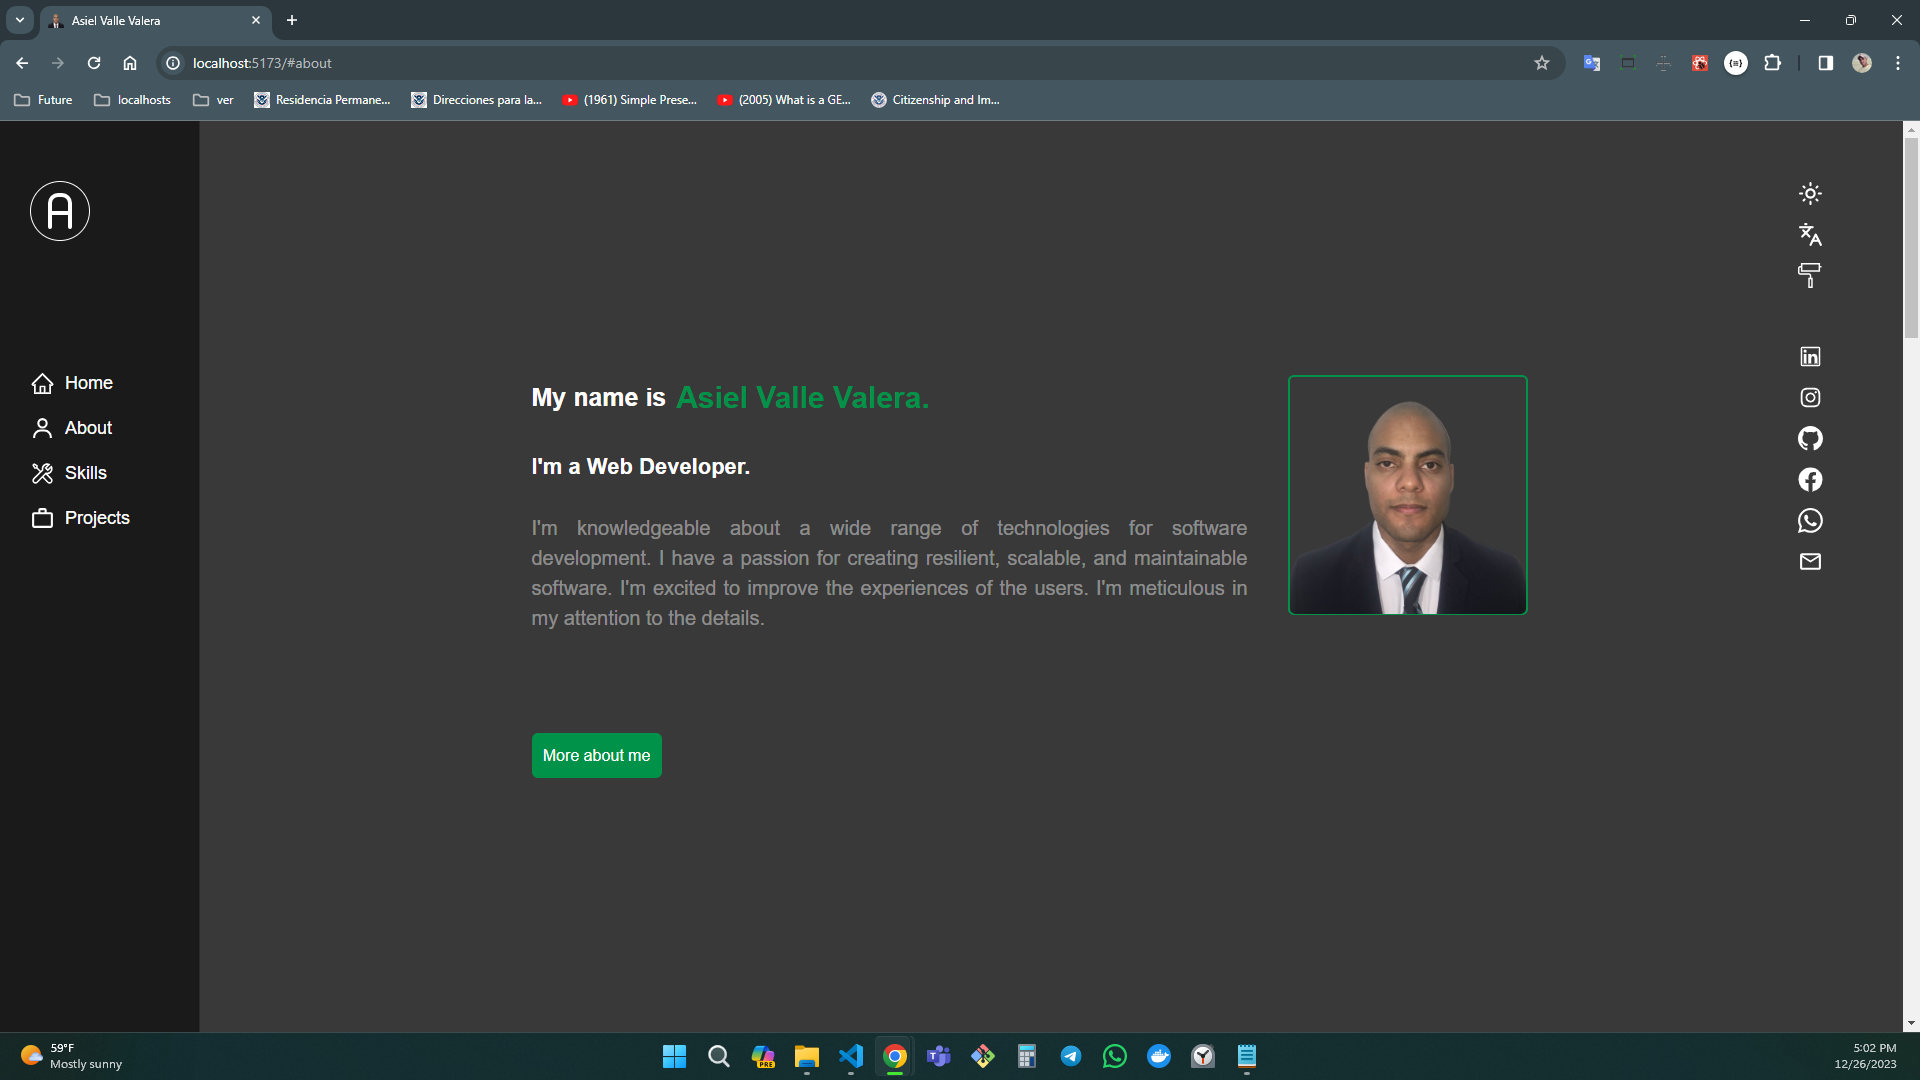 Asiel Valle Valera
localhost:5173/#about
Future
localhosts
ver
Residencia Permane...
Direcciones para la...
(1961) Simple Prese...
(2005) What is a GE...
Citizenship and Im...
A
Home
About
Skills
Projects
My name is Asiel Valle Valera.
I'm a Web Developer.
I'm knowledgeable about a wide range of technologies for software
development. I have a passion for creating resilient, scalable, and maintainable
software. I'm excited to improve the experiences of the users. I'm meticulous in
my attention to the details.
More about me
59°F
Mostly sunny
PRE
5:02 PM
12/26/2023